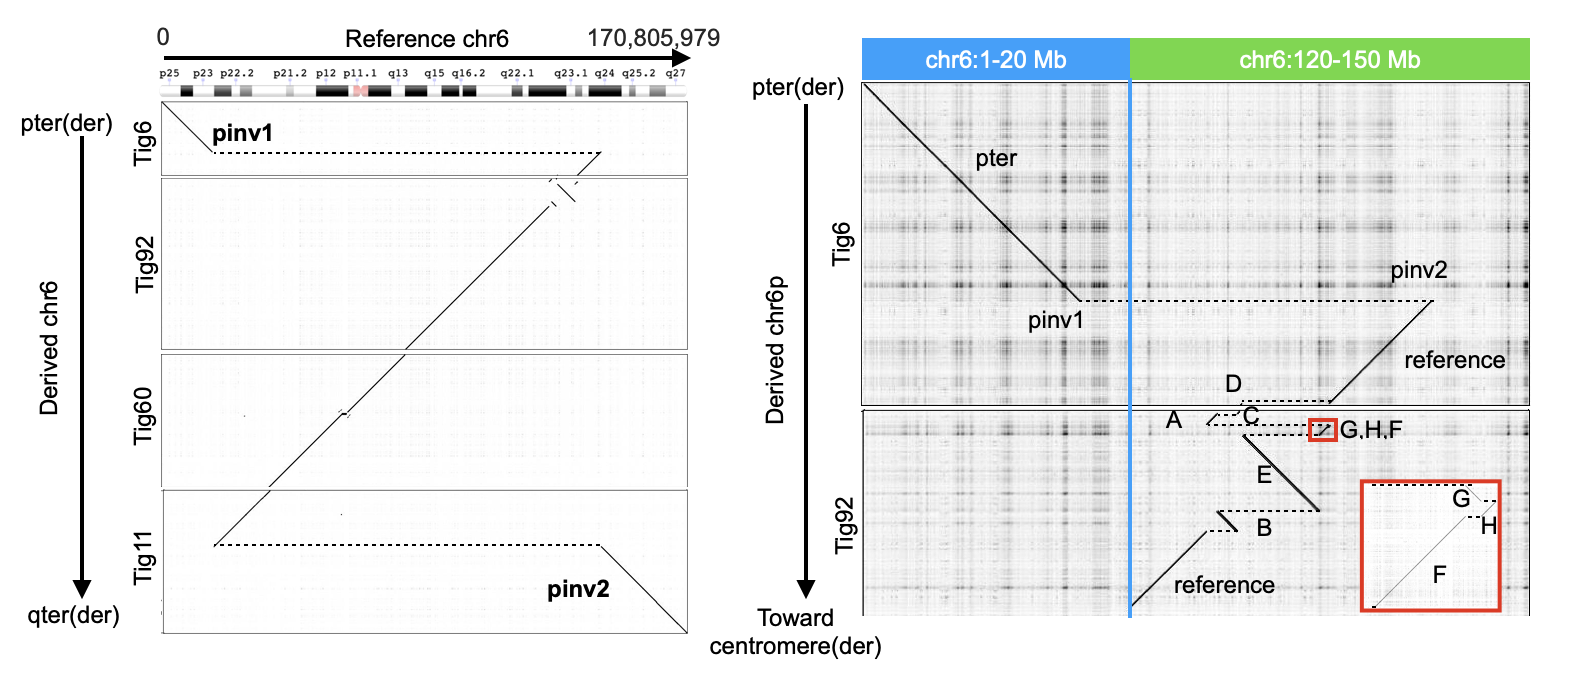 0
Reference chr6
170,805,979
p25 p23 p22.2 p21.2 p12 p11.1 q13 q15 q16.2 q22.1 q23.1 q24 q25.2 q27
pter(der)
Derived chr6
qter(der)
Tig6
Tig92
Tig60
Tig11
pinv1
pinv2
chr6:1-20 Mb
chr6:120-150 Mb
pter(der)
Derived chr6p
Toward
centromere(der)
Tig6
Tig92
pter
pinv2
pinv1
reference
D
A
C
G,H,F
E
B
reference
G
H
F